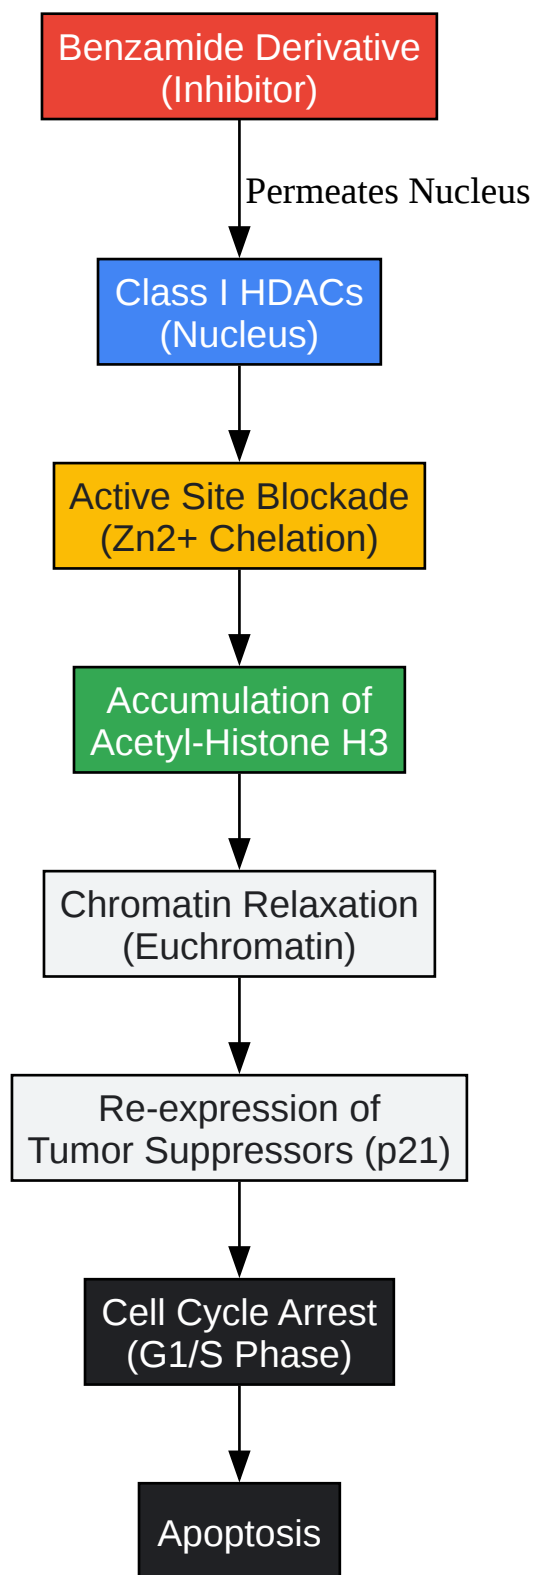 Benzamide Derivative
(Inhibitor)
Permeates Nucleus
Class I HDACs
(Nucleus)
Active Site Blockade
(Zn2+ Chelation)
Accumulation of
Acetyl-Histone H3
Chromatin Relaxation
(Euchromatin)
Re-expression of
Tumor Suppressors (p21)
Cell Cycle Arrest
(G1/S Phase)
Apoptosis